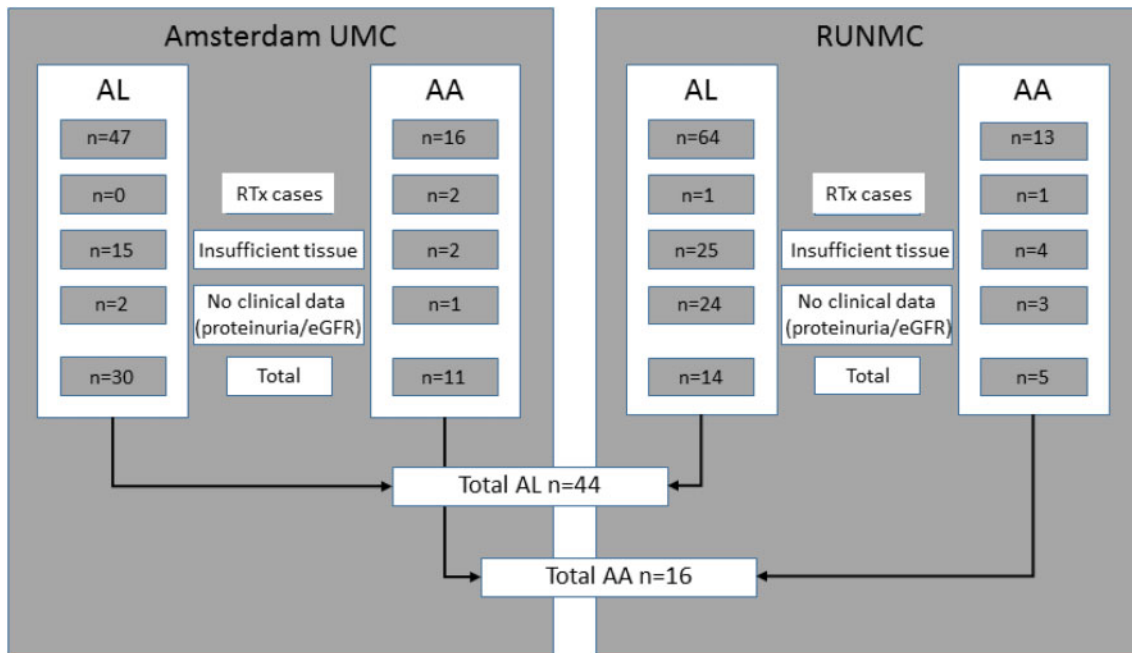 Amsterdam UMC
AL
AA
n=47
n=16
n=0
RTx cases
n=2
n=15
Insufficient tissue
n=2
n=2
No clinical data
(proteinuria/eGFR)
n=1
n=30
Total
n=11
RUNMC
AL
AA
n=64
n=13
n=1
RTx cases
n=1
n=25
Insufficient tissue
n=4
n=24
No clinical data
(proteinuria/eGFR)
n=3
n=14
Total
n=5
Total AL n=44
Total AA n=16